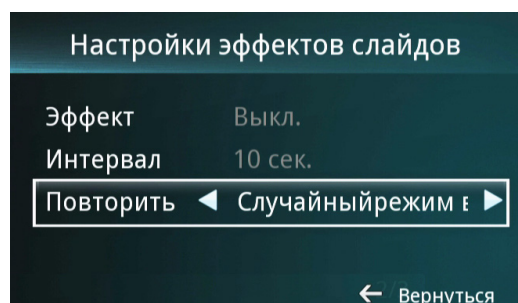 Настройки эффектов слайдов
Эффект Выкл.
Интервал 10 сек.
Повторить Случайныйрежим в
Вернуться